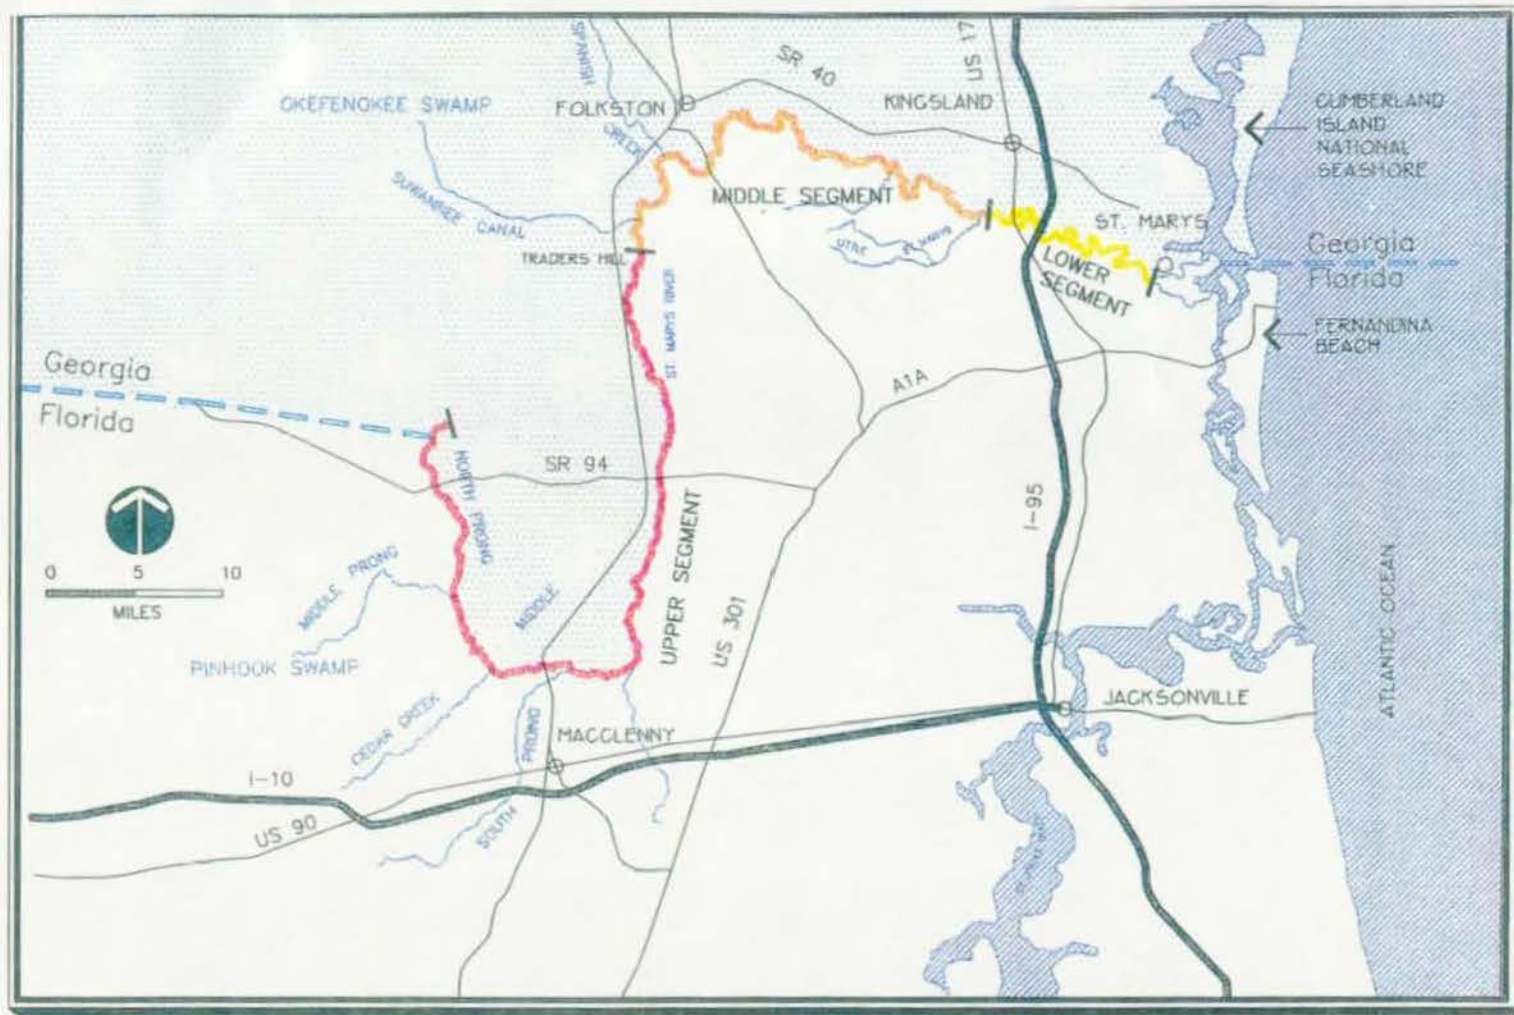 SPANISH
CREEK
SR 40
US 17
OKEFENOKEE SWAMP
FOLKSTON
KINGSLAND
CUMBERLAND
ISLAND
NATIONAL
SEASHORE
SUWANNEE CANAL
MIDDLE SEGMENT
ST. MARYS
LITTLE
ST. MARYS
TRADERS HILL
Georgia
Florida
LOWER
SEGMENT
ST. MARYS RIVER
FERNANDINA
BEACH
Georgia
Florida
A1A
NORTH PRONG
SR 94
I-95
0 5 10
MILES
MIDDLE PRONG
MIDDLE
UPPER SEGMENT
US 301
ATLANTIC OCEAN
PINHOOK SWAMP
CEDAR CREEK
PRONG
MACCLENNY
JACKSONVILLE
I-10
US 90
SOUTH